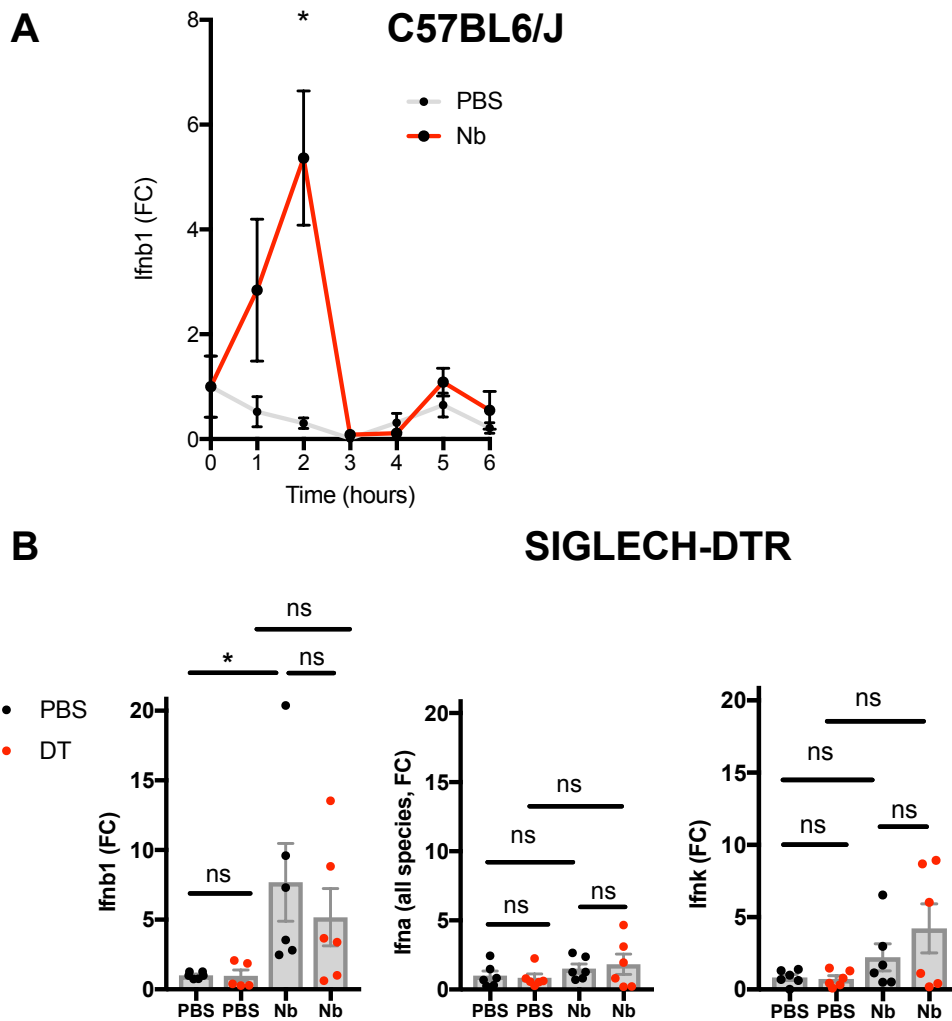 A
C57BL6/J
*
8
6
4
2
0
Ifnb1 (FC)
PBS
Nb
0 1 2 3 4 5 6
Time (hours)
B
SIGLECH-DTR
PBS
DT
ns
* ns
ns
20
15
10
5
0
Ifnb1 (FC)
PBS PBS Nb Nb
ns
ns
ns ns
20
15
10
5
0
Ifna (all species, FC)
PBS PBS Nb Nb
ns
ns
ns ns
20
15
10
5
0
Ifnk (FC)
PBS PBS Nb Nb